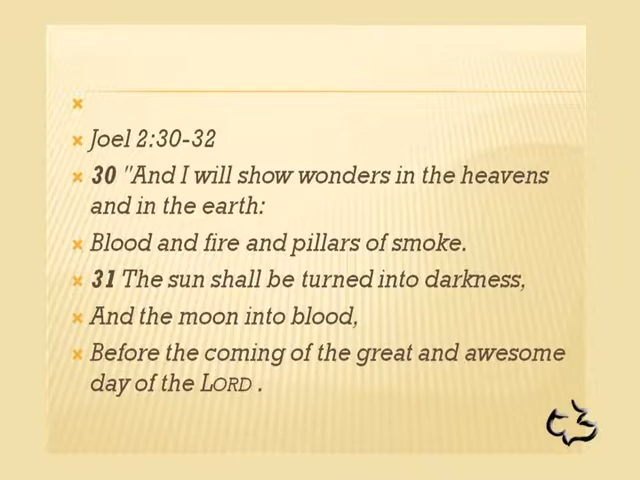 Joel 2:30-32
30 "And I will show wonders in the heavens
and in the earth:
Blood and fire and pillars of smoke.
31 The sun shall be turned into darkness,
And the moon into blood,
Before the coming of the great and awesome
day of the LORD .